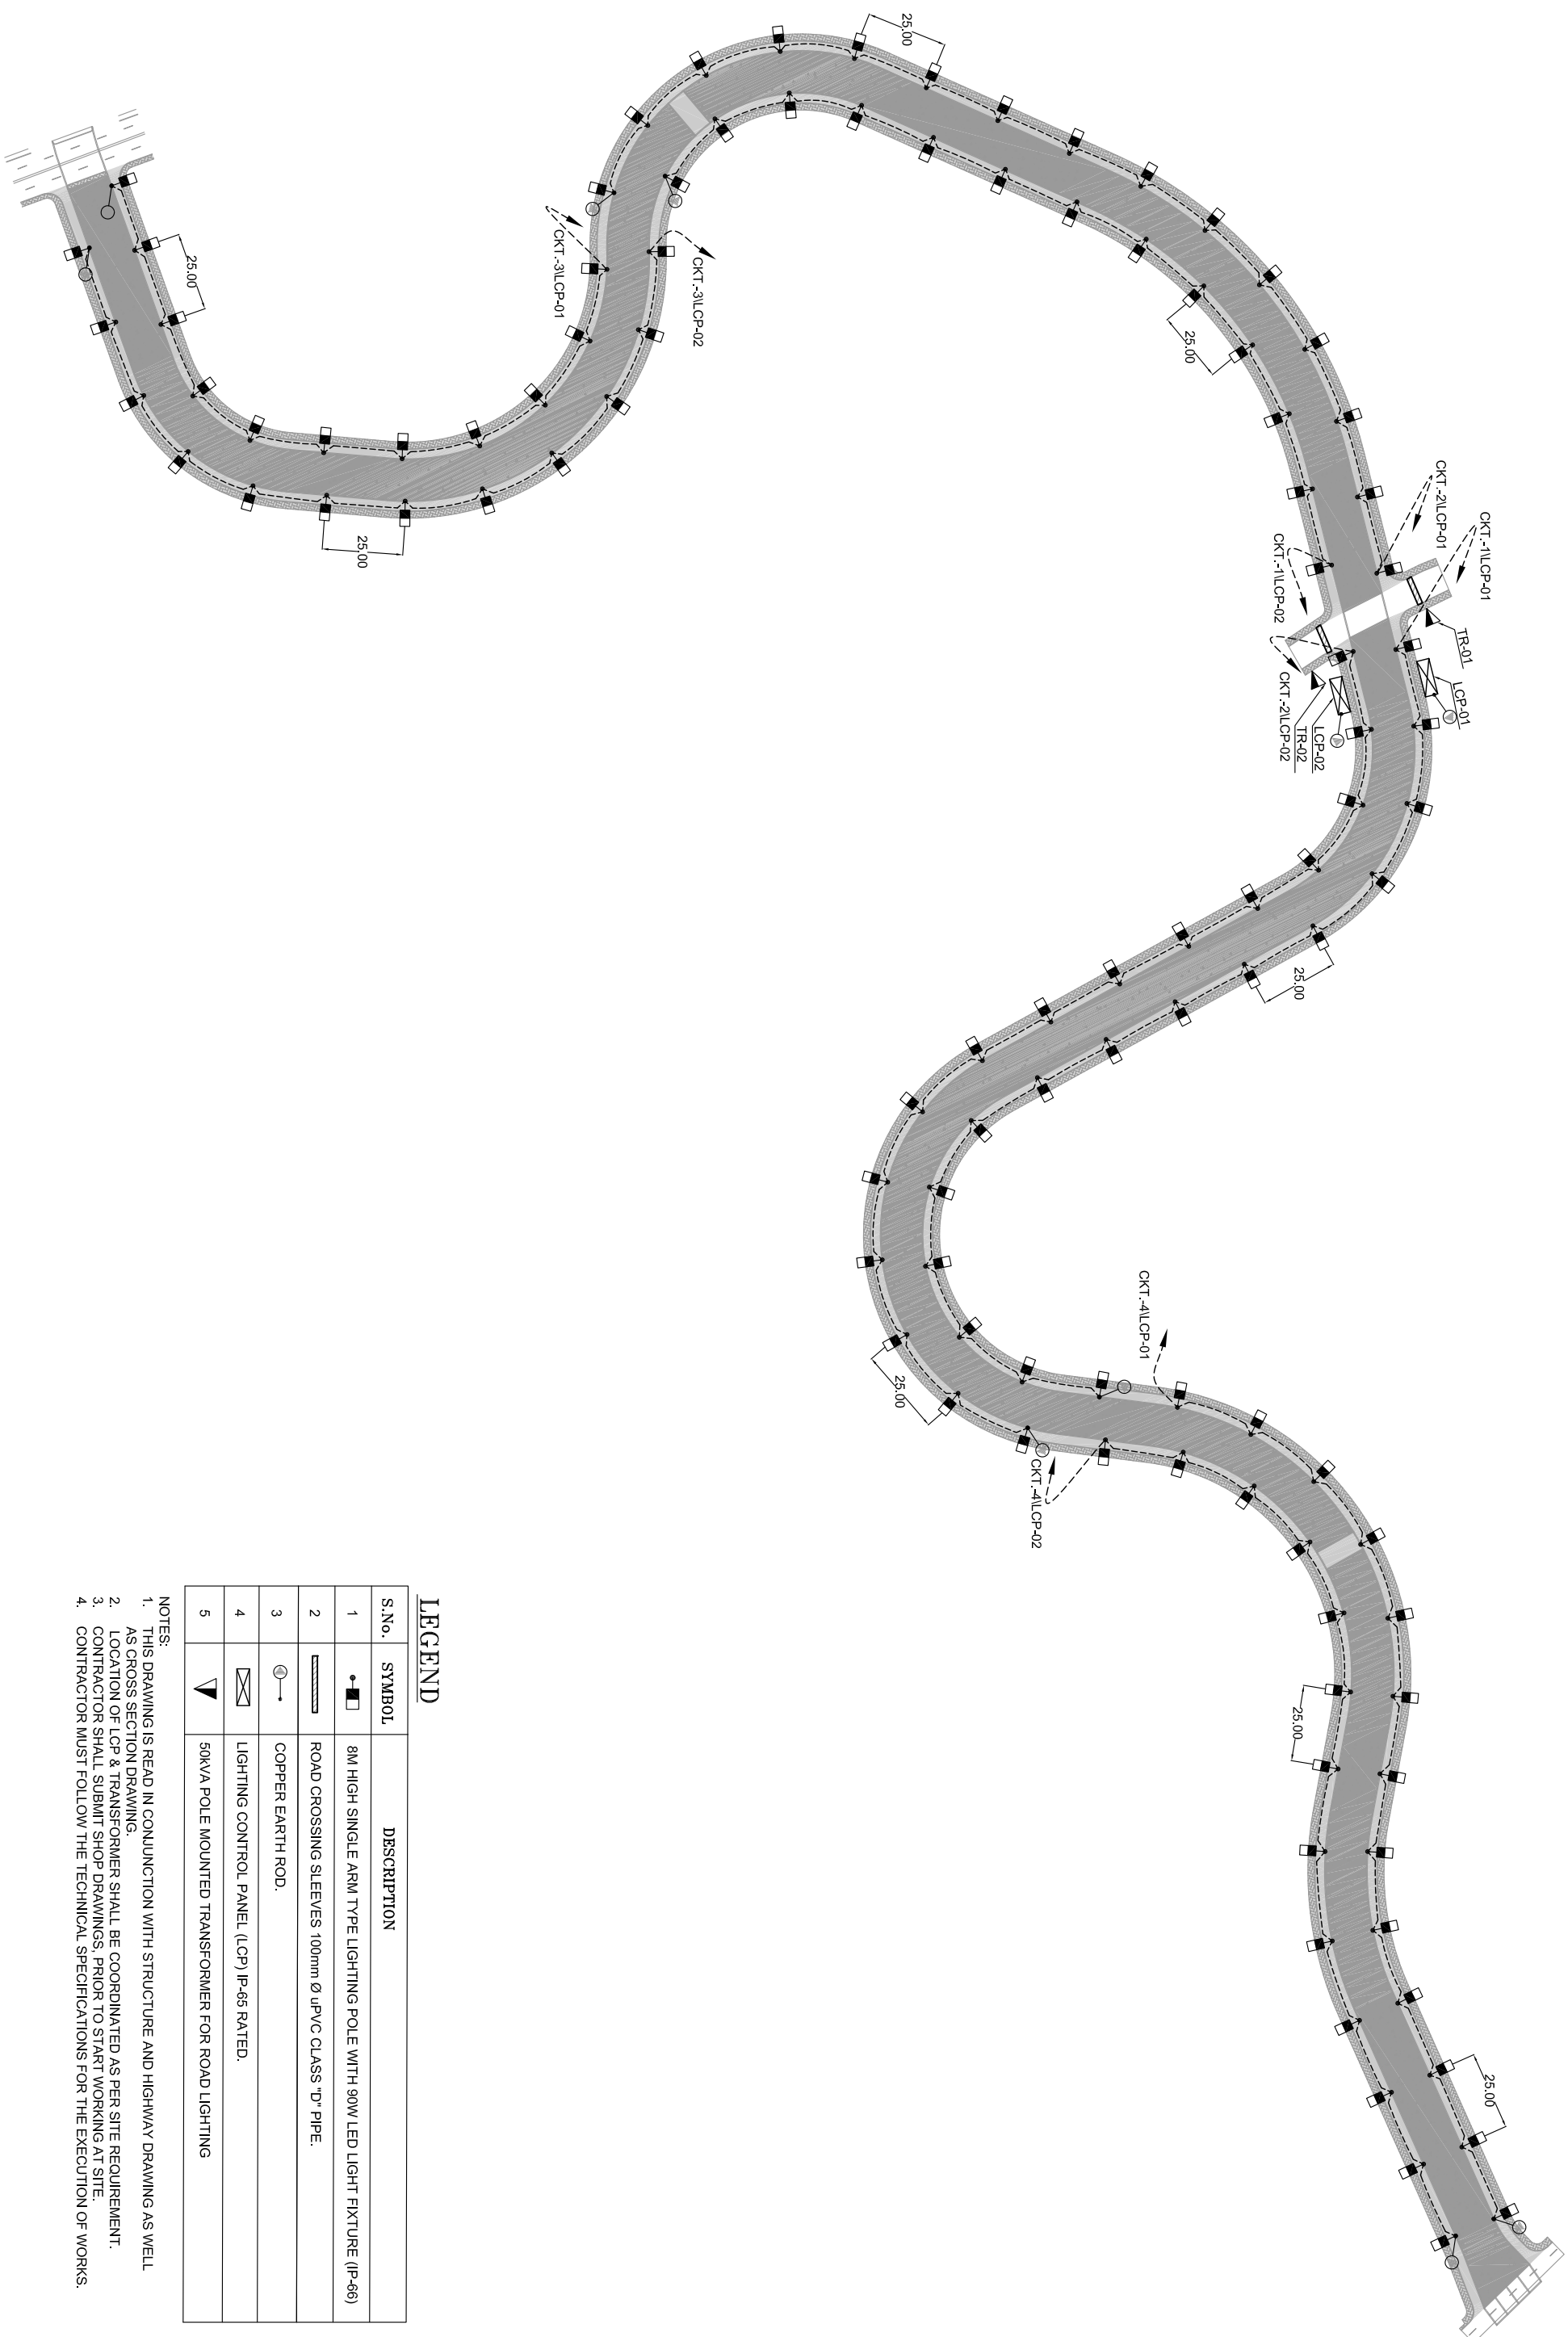 25.00
25.00
CKT.-3\LCP-01
CKT.-3\LCP-02
25.00
25.00
CKT.-2\LCP-01
CKT.-1\LCP-01
CKT.-1\LCP-02
TR-01
LCP-01
CKT.-2\LCP-02
TR-02
LCP-02
25.00
CKT.-4\LCP-01
25.00
CKT.-4\LCP-02
25.00
25.00
LEGEND
S.No. SYMBOL DESCRIPTION
1 8M HIGH SINGLE ARM TYPE LIGHTING POLE WITH 90W LED LIGHT FIXTURE (IP-66)
2 ROAD CROSSING SLEEVES 100mm Ø uPVC CLASS "D" PIPE.
3 COPPER EARTH ROD.
4 LIGHTING CONTROL PANEL (LCP) IP-65 RATED.
5 50KVA POLE MOUNTED TRANSFORMER FOR ROAD LIGHTING
NOTES:
1. THIS DRAWING IS READ IN CONJUNCTION WITH STRUCTURE AND HIGHWAY DRAWING AS WELL
AS CROSS SECTION DRAWING.
2. LOCATION OF LCP & TRANSFORMER SHALL BE COORDINATED AS PER SITE REQUIREMENT.
3. CONTRACTOR SHALL SUBMIT SHOP DRAWINGS, PRIOR TO START WORKING AT SITE.
4. CONTRACTOR MUST FOLLOW THE TECHNICAL SPECIFICATIONS FOR THE EXECUTION OF WORKS.